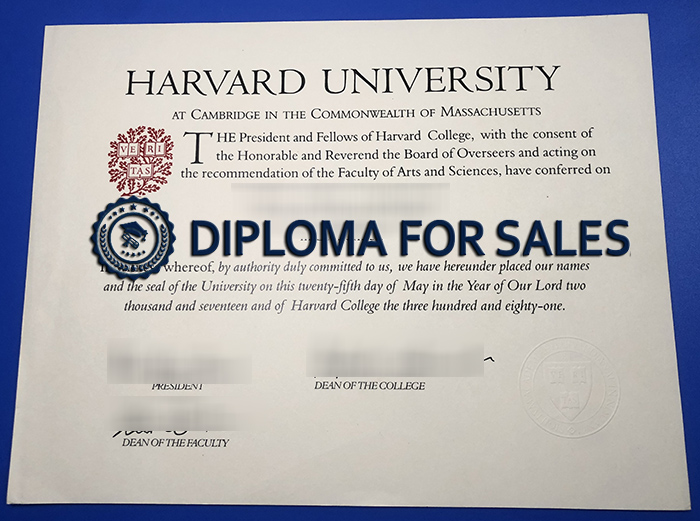 HARVARD UNIVERSITY
AT CAMBRIDGE IN THE COMMONWEALTH OF MASSACHUSETTS
THE President and Fellows of Harvard College, with the consent of
the Honorable and Reverend the Board of Overseers and acting on
the recommendation of the Faculty of Arts and Sciences, have conferred on
VE RI
TAS
DIPLOMA FOR SALES
whereof, by authority duly committed to us, we have hereunder placed our names
and the seal of the University on this twenty-fifth day of May in the Year of Our Lord two
thousand and seventeen and of Harvard College the three hundred and eighty-one.
PRESIDENT
DEAN OF THE COLLEGE
DEAN OF THE FACULTY